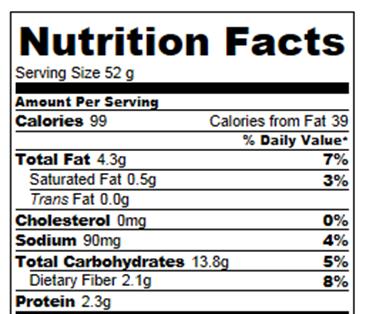 Nutrition Facts
Serving Size 52 g
Amount Per Serving
Calories 99 Calories from Fat 39
% Daily Value*
Total Fat 4.3g 7%
Saturated Fat 0.5g 3%
Trans Fat 0.0g
Cholesterol 0mg 0%
Sodium 90mg 4%
Total Carbohydrates 13.8g 5%
Dietary Fiber 2.1g 8%
Protein 2.3g